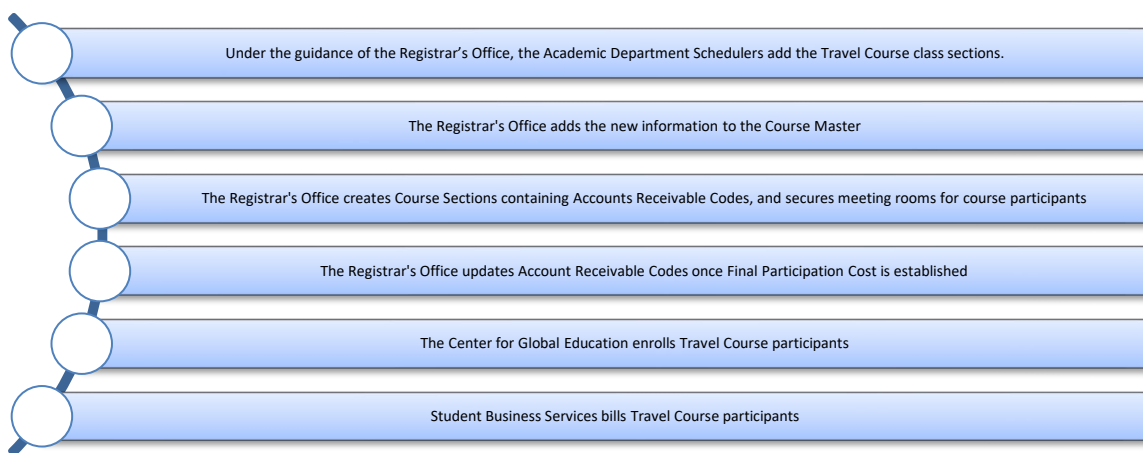 Under the guidance of the Registrar’s Office, the Academic Department Schedulers add the Travel Course class sections.
The Registrar's Office adds the new information to the Course Master
The Registrar's Office creates Course Sections containing Accounts Receivable Codes, and secures meeting rooms for course participants
The Registrar's Office updates Account Receivable Codes once Final Participation Cost is established
The Center for Global Education enrolls Travel Course participants
Student Business Services bills Travel Course participants